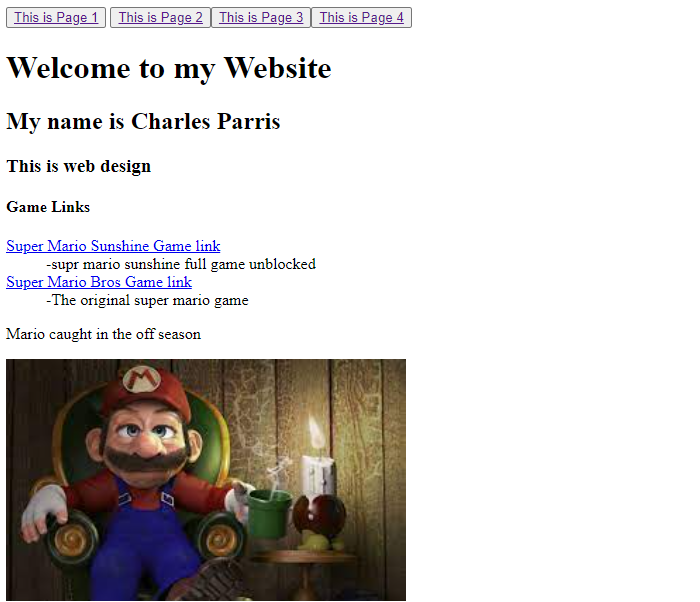 This is Page 1 This is Page 2 This is Page 3 This is Page 4
Welcome to my Website
My name is Charles Parris
This is web design
Game Links
Super Mario Sunshine Game link
-supr mario sunshine full game unblocked
Super Mario Bros Game link
-The original super mario game
Mario caught in the off season
M